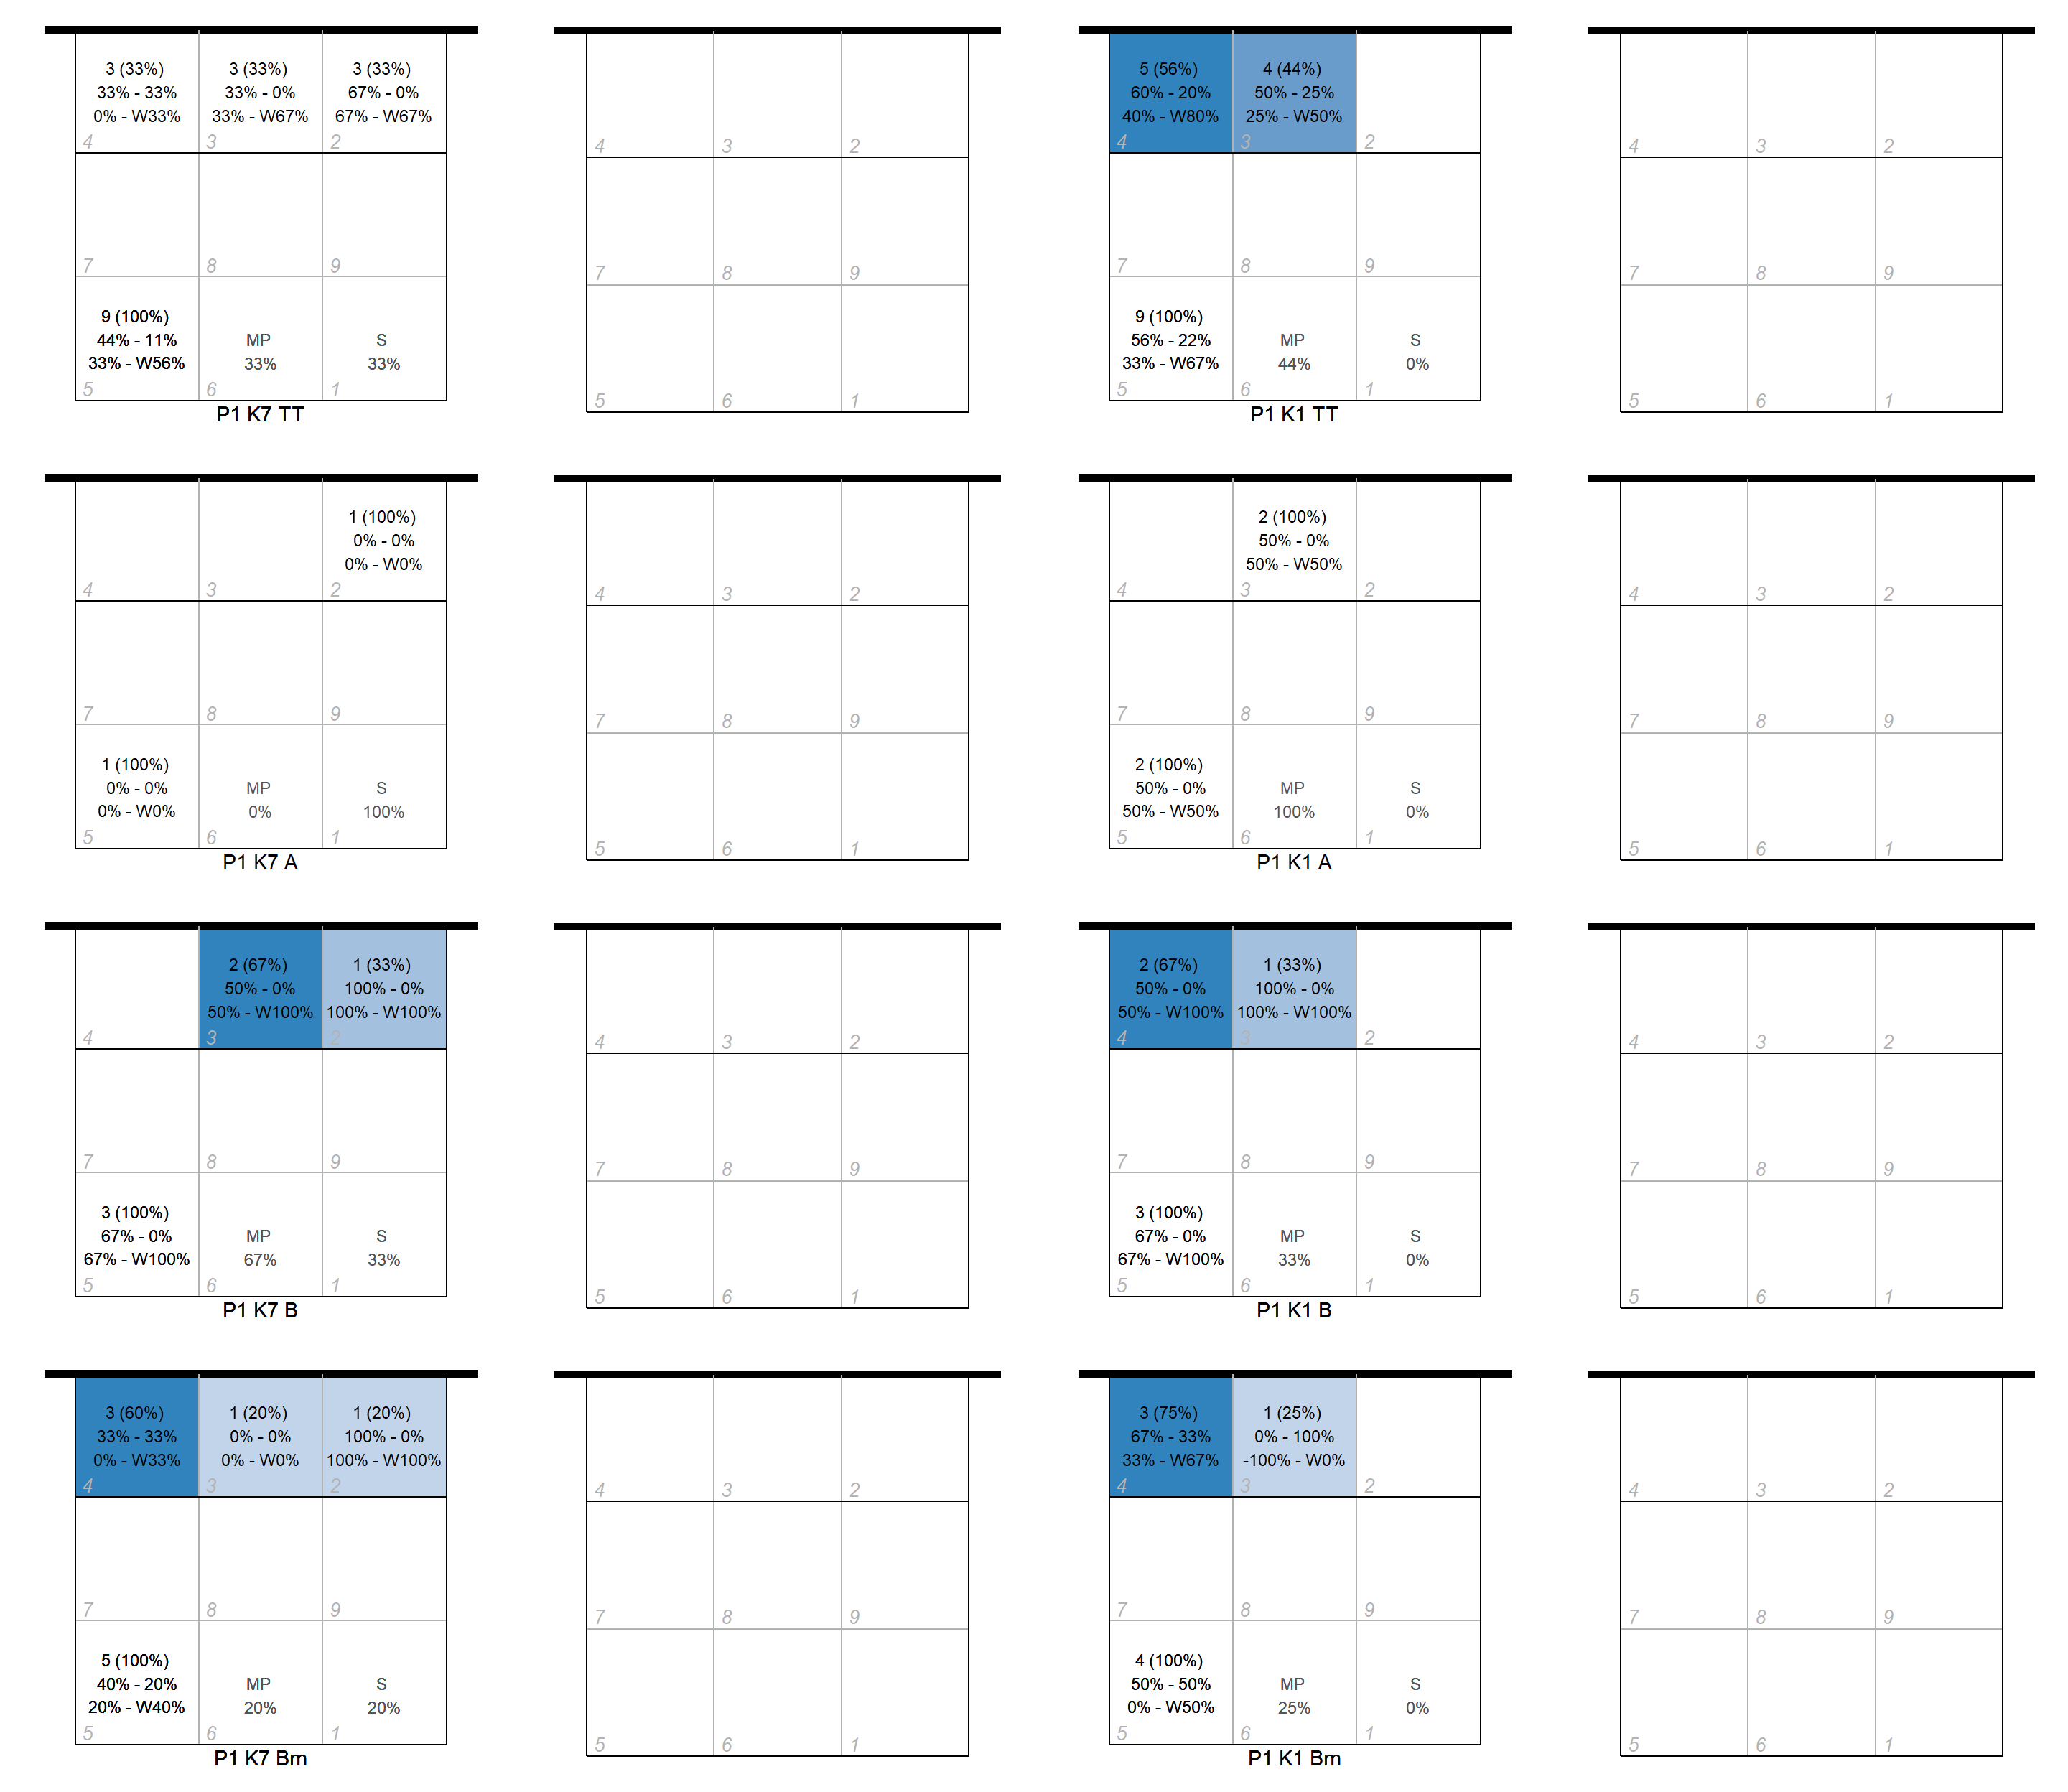 3 (33%)
33% - 33%
0% - W33%
4
3 (33%)
33% - 0%
33% - W67%
3
3 (33%)
67% - 0%
67% - W67%
2
7
8
9
9 (100%)
44% - 11%
33% - W56%
5
MP
33%
6
S
33%
1
P1 K7 TT
4
3
2
7
8
9
5
6
1
5 (56%)
60% - 20%
40% - W80%
4
4 (44%)
50% - 25%
25% - W50%
3
2
7
8
9
9 (100%)
56% - 22%
33% - W67%
5
MP
44%
6
S
0%
1
P1 K1 TT
4
3
2
7
8
9
5
6
1
4
3
1 (100%)
0% - 0%
0% - W0%
2
7
8
9
1 (100%)
0% - 0%
0% - W0%
5
MP
0%
6
S
100%
1
P1 K7 A
4
3
2
7
8
9
5
6
1
4
2 (100%)
50% - 0%
50% - W50%
3
2
7
8
9
2 (100%)
50% - 0%
50% - W50%
5
MP
100%
6
S
0%
1
P1 K1 A
4
3
2
7
8
9
5
6
1
4
2 (67%)
50% - 0%
50% - W100%
3
1 (33%)
100% - 0%
100% - W100%
2
7
8
9
3 (100%)
67% - 0%
67% - W100%
5
MP
67%
6
S
33%
1
P1 K7 B
4
3
2
7
8
9
5
6
1
2 (67%)
50% - 0%
50% - W100%
4
1 (33%)
100% - 0%
100% - W100%
3
2
7
8
9
3 (100%)
67% - 0%
67% - W100%
5
MP
33%
6
S
0%
1
P1 K1 B
4
3
2
7
8
9
5
6
1
3 (60%)
33% - 33%
0% - W33%
4
1 (20%)
0% - 0%
0% - W0%
3
1 (20%)
100% - 0%
100% - W100%
2
7
8
9
5 (100%)
40% - 20%
20% - W40%
5
MP
20%
6
S
20%
1
P1 K7 Bm
4
3
2
7
8
9
5
6
1
3 (75%)
67% - 33%
33% - W67%
4
1 (25%)
0% - 100%
-100% - W0%
3
2
7
8
9
4 (100%)
50% - 50%
0% - W50%
5
MP
25%
6
S
0%
1
P1 K1 Bm
4
3
2
7
8
9
5
6
1